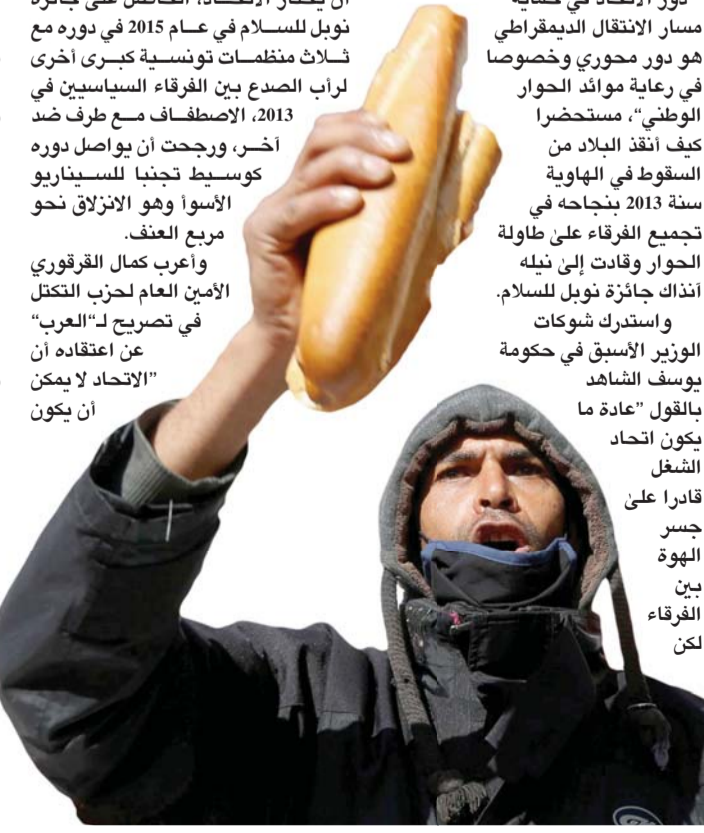 دور الاتحاد في حماية
مسار الانتقال الديمقراطي
هو دور محوري وخصوصا
في رعاية موائد الحوار
الوطني“، مستحضرا
كيف أنقذ البلاد من
السقوط في الهاوية
سنة 2013 بنجاحه في
تجميع الفرقاء على طاولة
الحوار وقادت إلى نيله
آنذاك جائزة نوبل للسلام.
واستدرك شوكات
الوزير الأسبق في حكومة
يوسف الشاهد
بالقول ”عادة ما
يكون اتحاد
الشغل
قادرا على
جسر
الهوة
بين
الفرقاء
لكن
نوبل للسلام في عام 2015 في دوره مع
ثلاث منظمات تونسية كبرى أخرى
لرأب الصدع بين الفرقاء السياسيين في
2013، الاصطفاف مع طرف ضد
آخر، ورجحت أن يواصل دوره
كوسيط تجنبا للسيناريو
الأسوأ وهو الانزلاق نحو
مربع العنف.
وأعرب كمال القرقوري
الأمين العام لحزب التكتل
في تصريح لـ“العرب“
عن اعتقاده أن
”الاتحاد لا يمكن
أن يكون